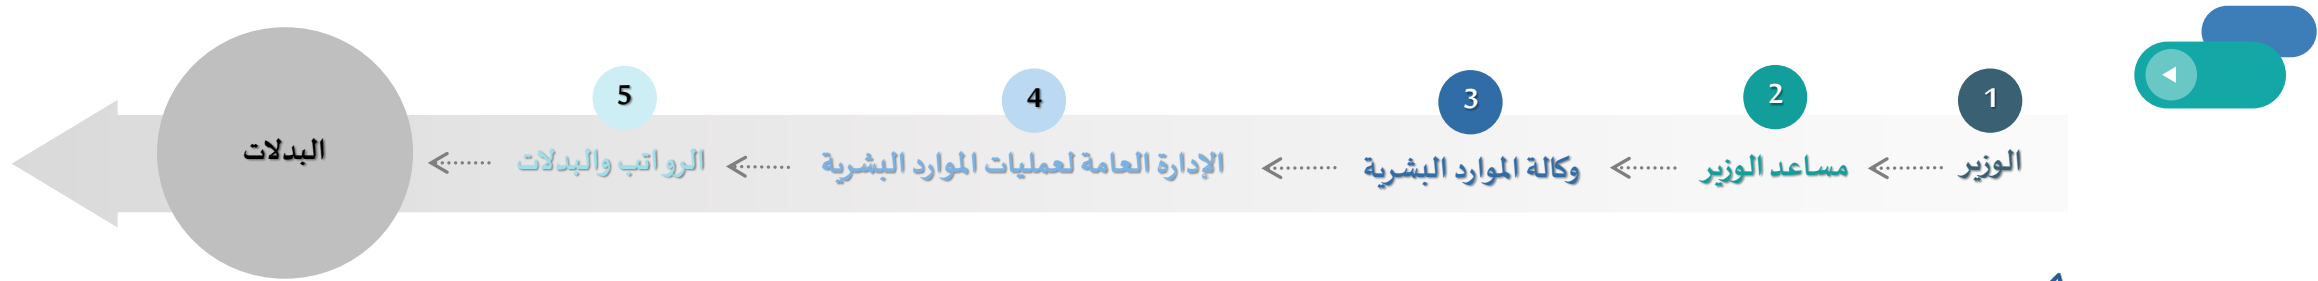 1
الوزير
2
مساعد الوزير
3
وكالة الموارد البشرية
4
الإدارة العامة لعمليات الموارد البشرية
5
الرواتب والبدلات
البدلات